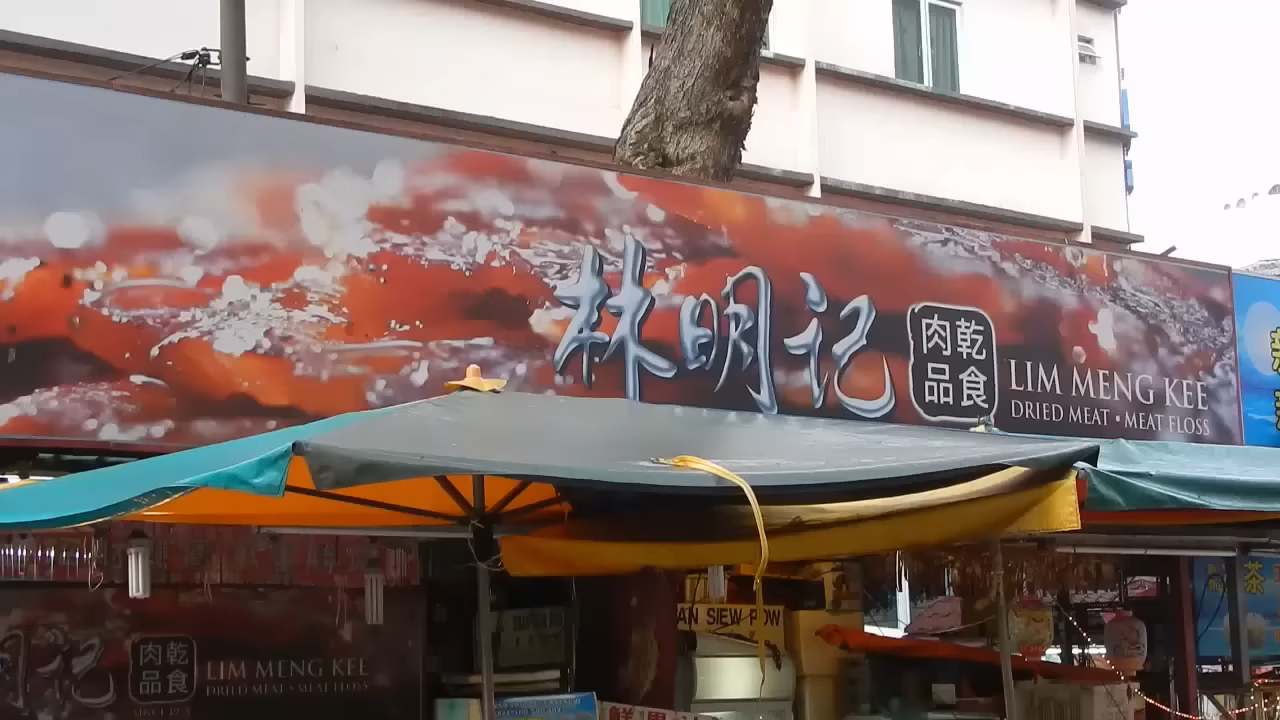 林明记
肉乾
品食
LIM MENG KEE
DRIED MEAT • MEAT FLOSS
SIEW POW
肉乾
品食
LIM MENG KEE
DRIED MEAT • MEAT FLOSS
茶